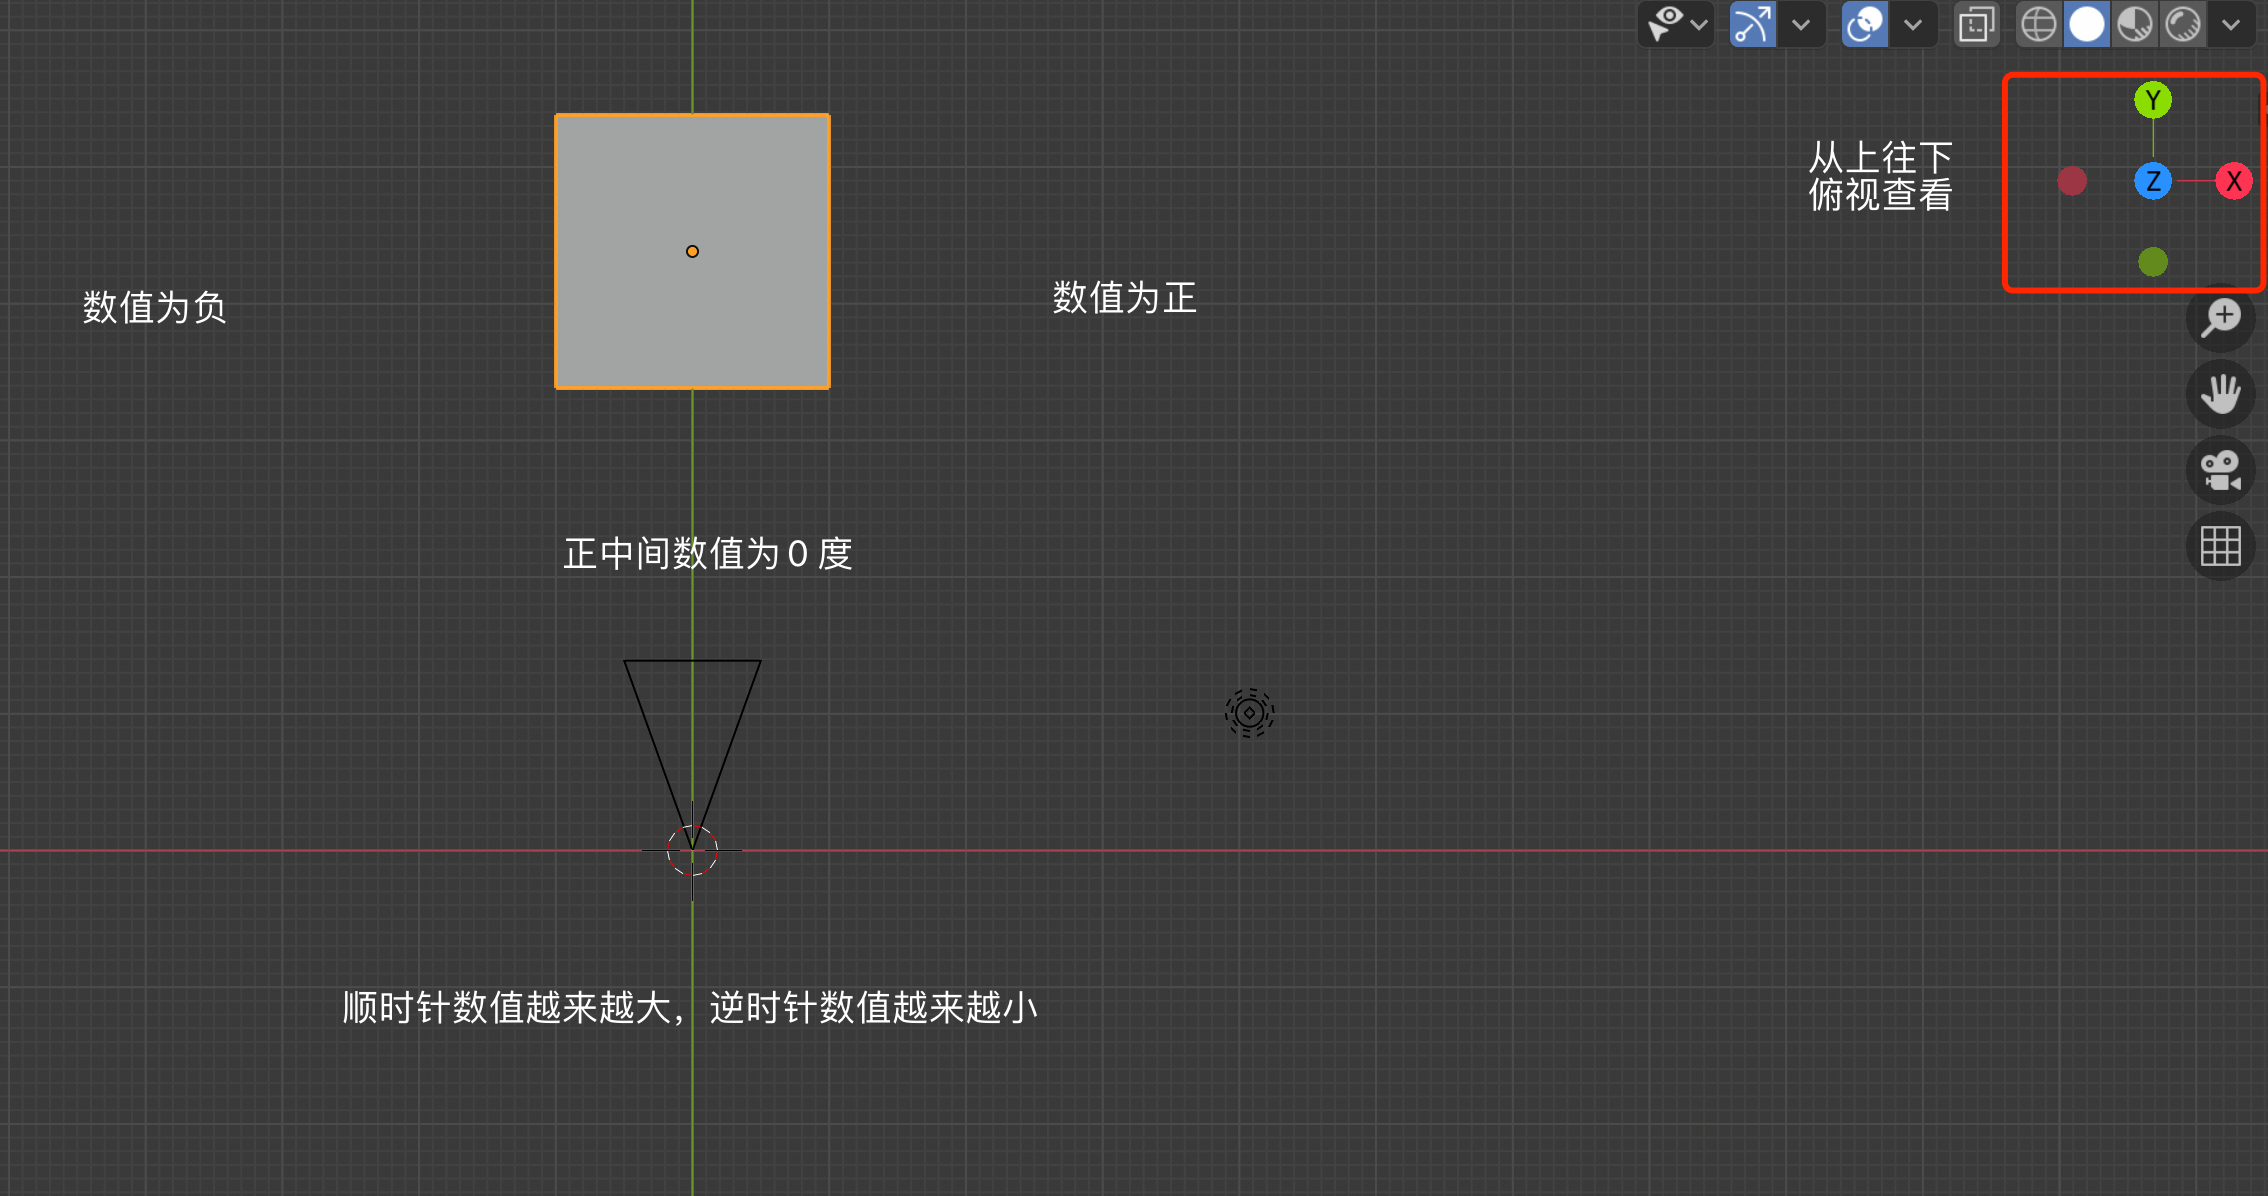 Y
从上往下
俯视查看
Z
X
数值为负
数值为正
正中间数值为 0 度
顺时针数值越来越大，逆时针数值越来越小